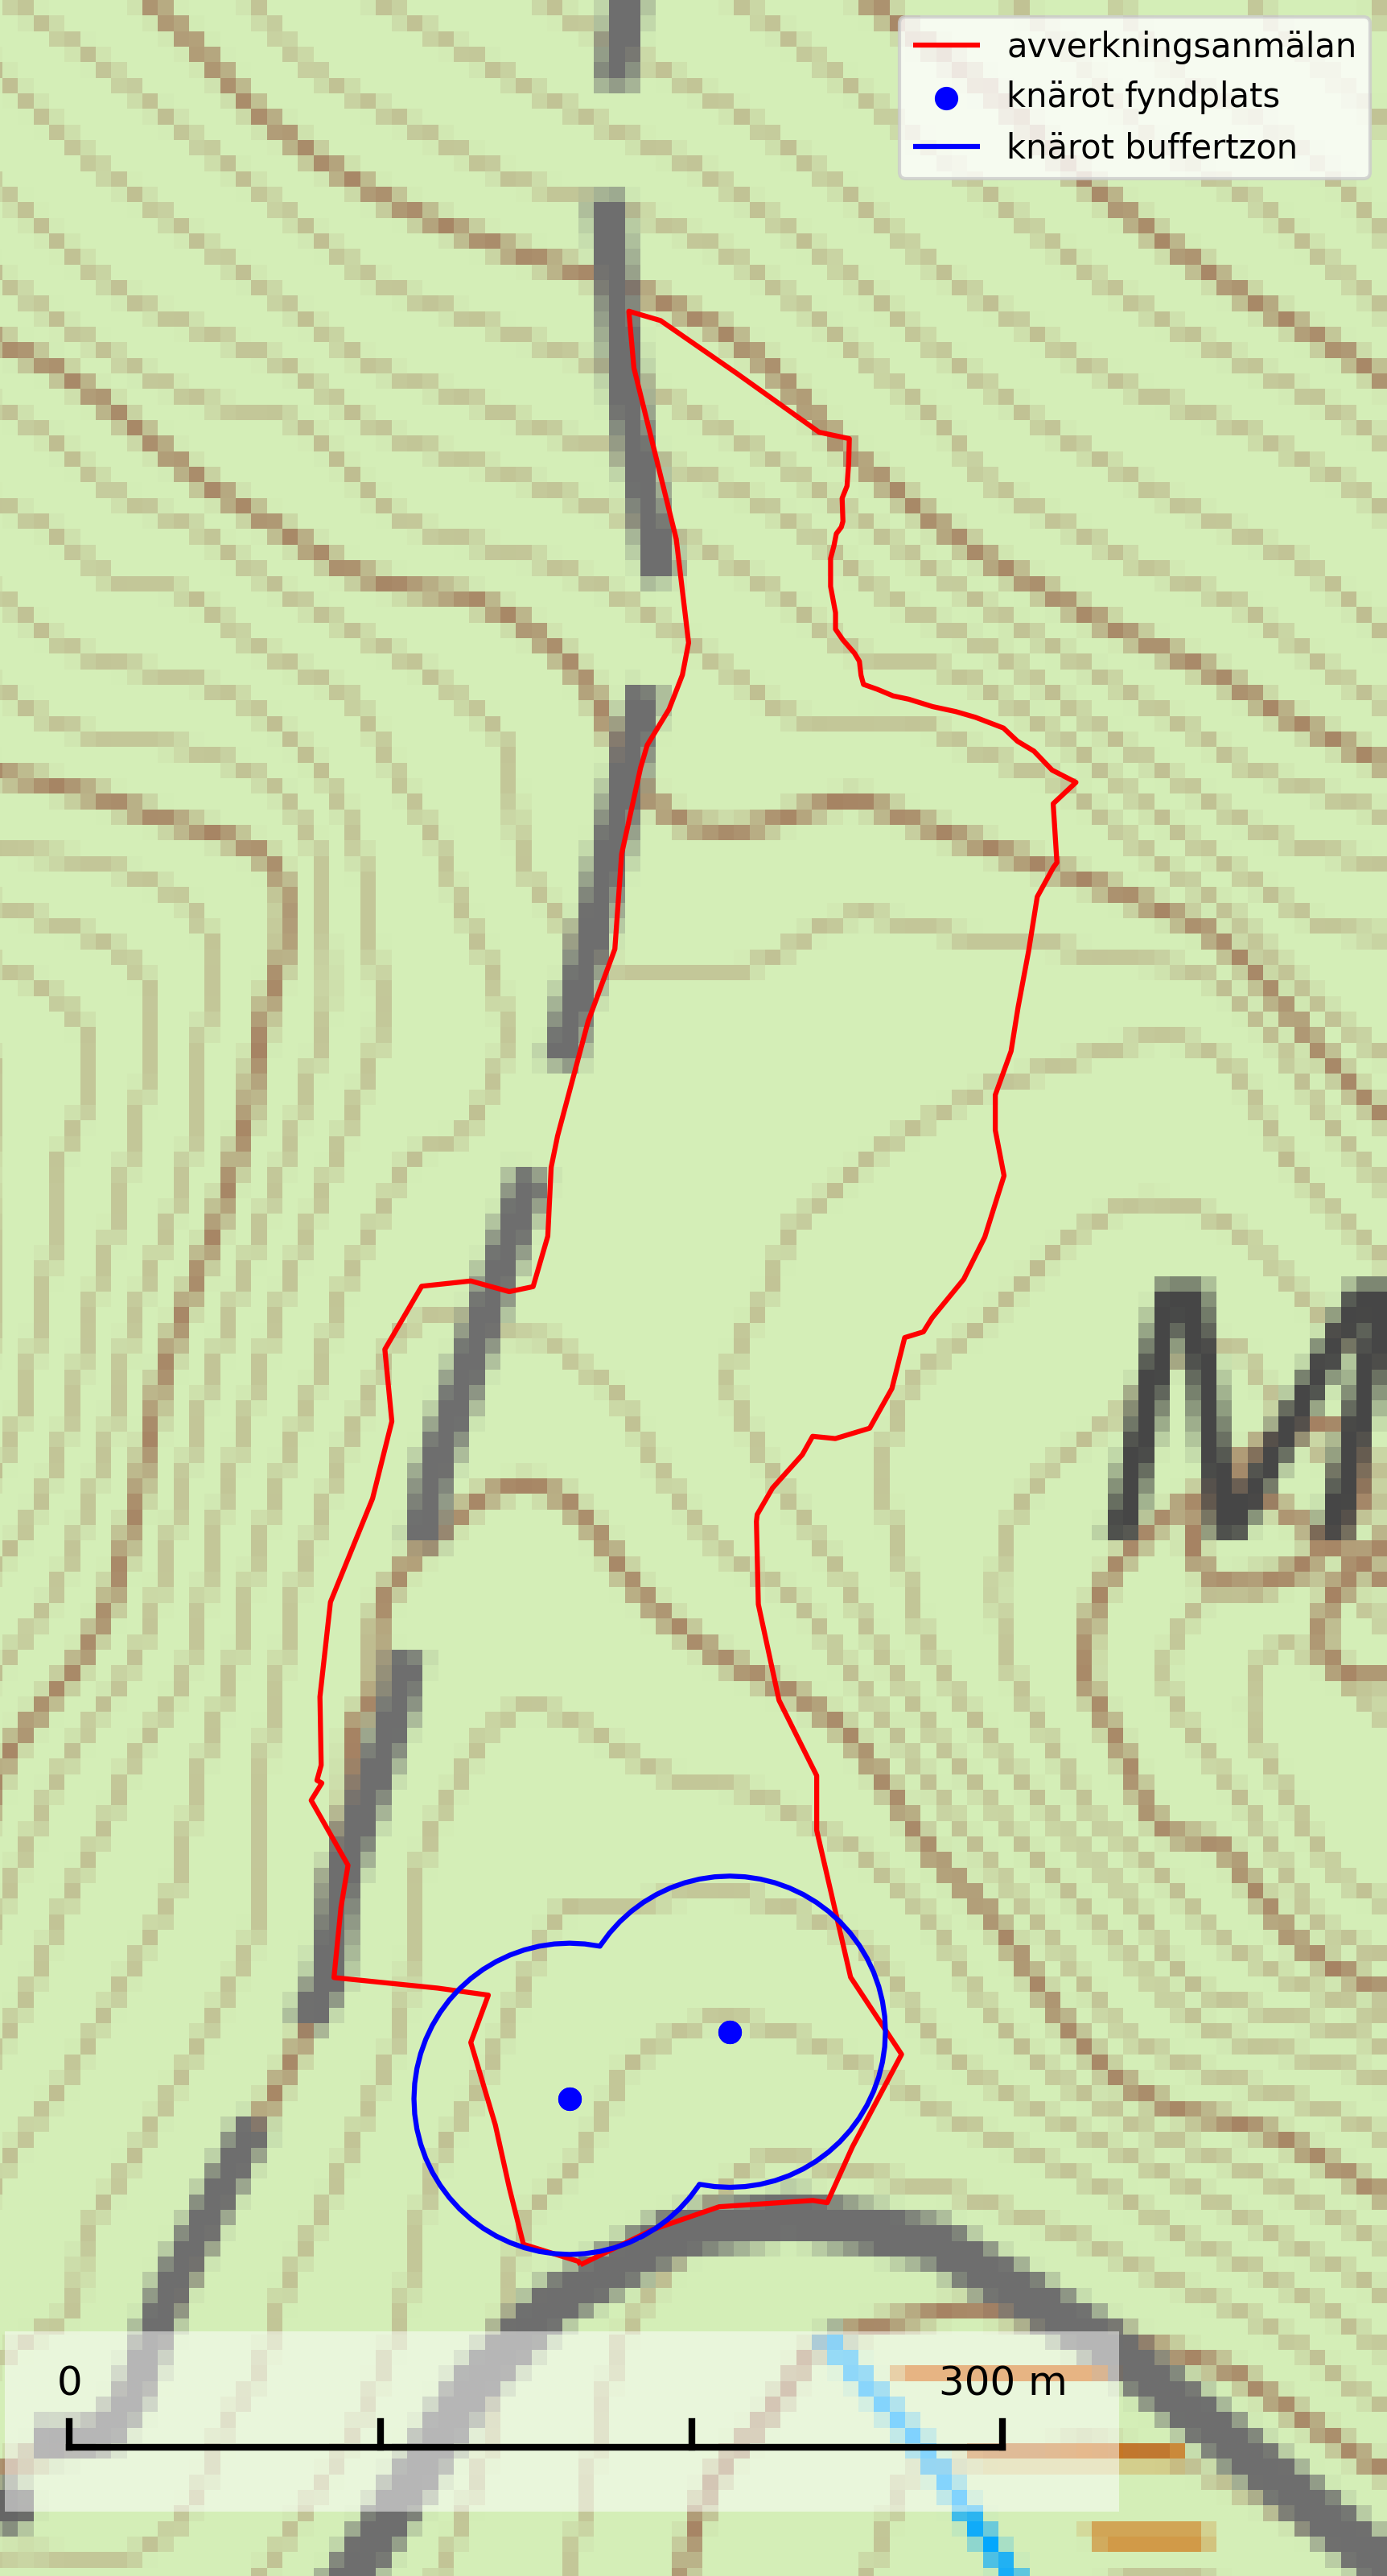 avverkningsanmälan
knärot fyndplats
knärot buffertzon
M
0 300 m